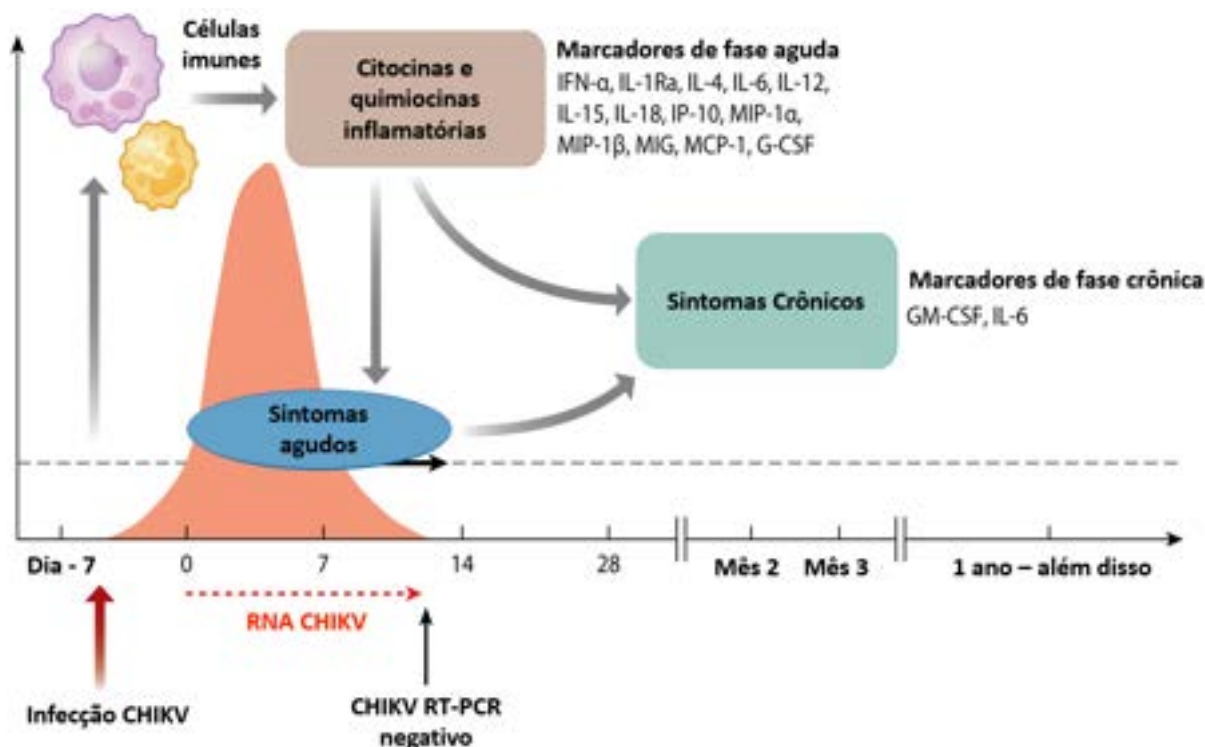 Células
imunes
Citocinas e
quimiocinas
inflamatórias
Marcadores de fase aguda
IFN-α, IL-1Ra, IL-4, IL-6, IL-12,
IL-15, IL-18, IP-10, MIP-1α,
MIP-1β, MIG, MCP-1, G-CSF
Sintomas Crônicos
Marcadores de fase crônica
GM-CSF, IL-6
Sintomas
agudos
Dia - 7 0 7 14 28 Mês 2 Mês 3 1 ano – além disso
RNA CHIKV
Infecção CHIKV
CHIKV RT-PCR
negativo